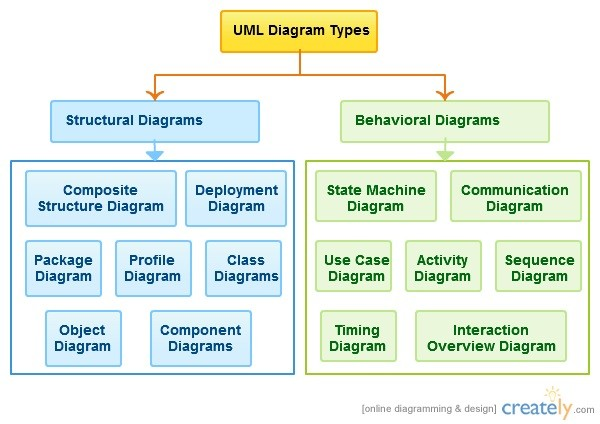 UML Diagram Types
Structural Diagrams
Behavioral Diagrams
Composite
Structure Diagram
Deployment
Diagram
Package
Diagram
Profile
Diagram
Class
Diagrams
Object
Diagram
Component
Diagrams
State Machine
Diagram
Communication
Diagram
Use Case
Diagram
Activity
Diagram
Sequence
Diagram
Timing
Diagram
Interaction
Overview Diagram
[online diagramming & design] creately.com